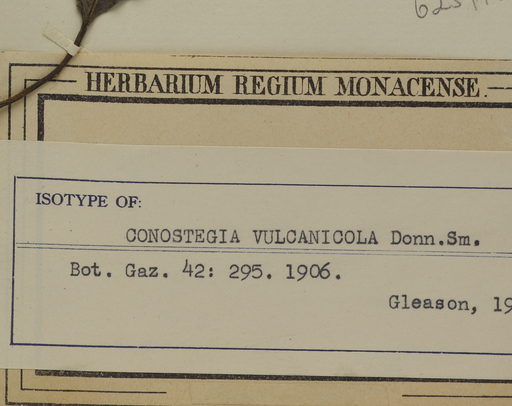 HERBARIUM REGIUM MONACENSE.
ISOTYPE OF:
CONOSTEGIA VULCANICOLA Donn.Sm.
Bot. Gaz. 42: 295. 1906.
Gleason, 19